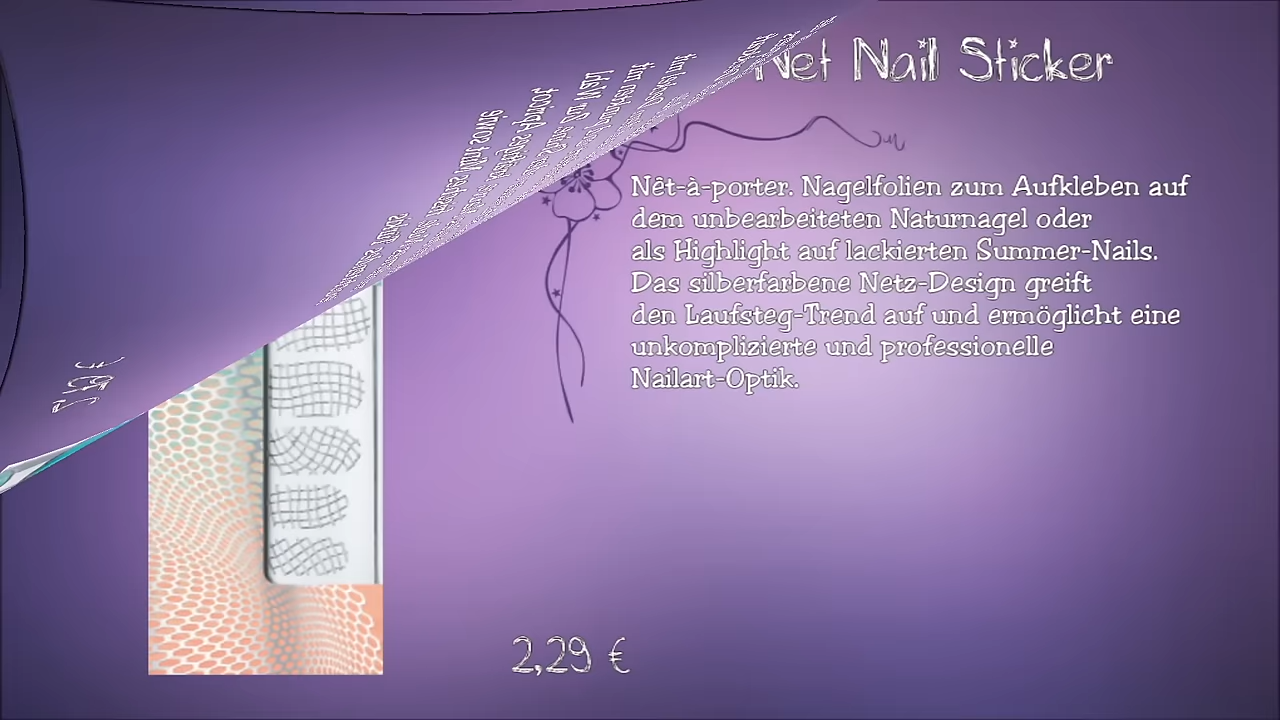 Net Nail Sticker
Nêt-à-porter. Nagelfolien zum Aufkleben auf
dem unbearbeiteten Naturnagel oder
als Highlight auf lackierten Summer-Nails.
Das silberfarbene Netz-Design greift
den Laufsteg-Trend auf und ermöglicht eine
unkomplizierte und professionelle
Nailart-Optik.
2,29 €